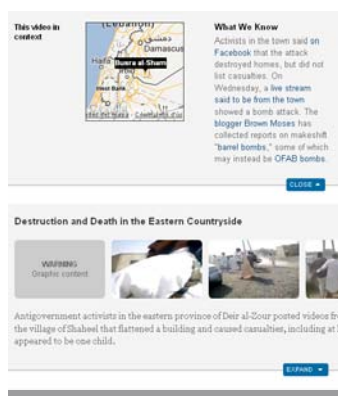 This video in
context
(Lebanon)
دمشق
Damascus
Haifa
Busra al-Sham
Irbid
West Bank
What We Know
Activists in the town said on
Facebook that the attack
destroyed homes, but did not
list casualties. On
Wednesday, a live stream
said to be from the town
showed a bomb attack. The
blogger Brown Moses has
collected reports on makeshift
"barrel bombs," some of which
may instead be OFAB bombs.
CLOSE
Destruction and Death in the Eastern Countryside
WARNING
Graphic content
Antigovernment activists in the eastern province of Deir al-Zour posted videos fr
the village of Shaheel that flattened a building and caused casualties, including at l
appeared to be one child.
EXPAND